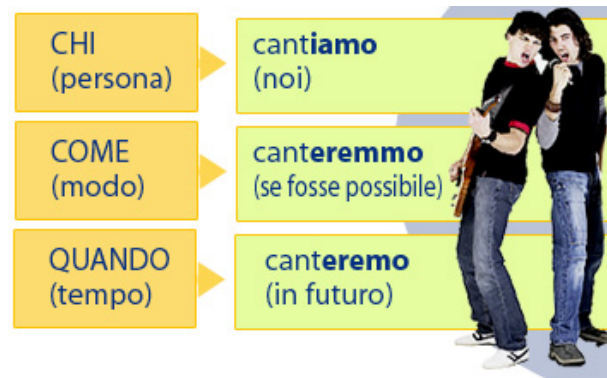 CHI
(persona)
cantiamo
(noi)
COME
(modo)
canteremmo
(se fosse possibile)
QUANDO
(tempo)
canteremo
(in futuro)